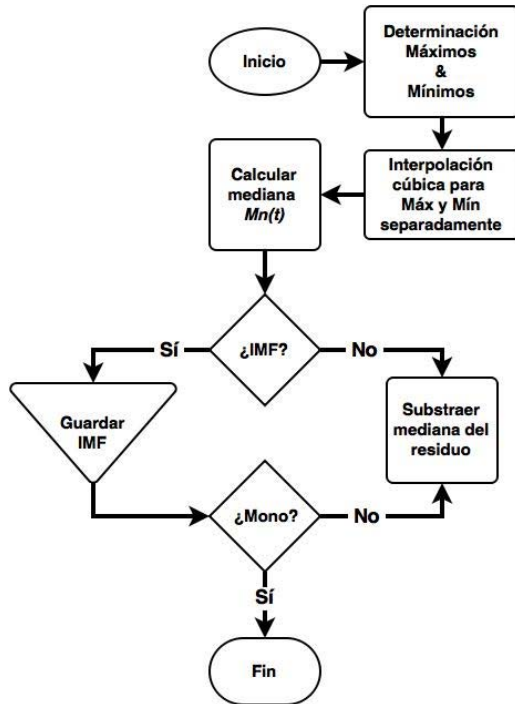 Inicio
Determinación
Máximos
&
Mínimos
Interpolación
cúbica para
Máx y Mín
separadamente
Calcular
mediana
Mn(t)
¿IMF?
Sí
No
Guardar
IMF
Substraer
mediana del
residuo
¿Mono?
No
Sí
Fin